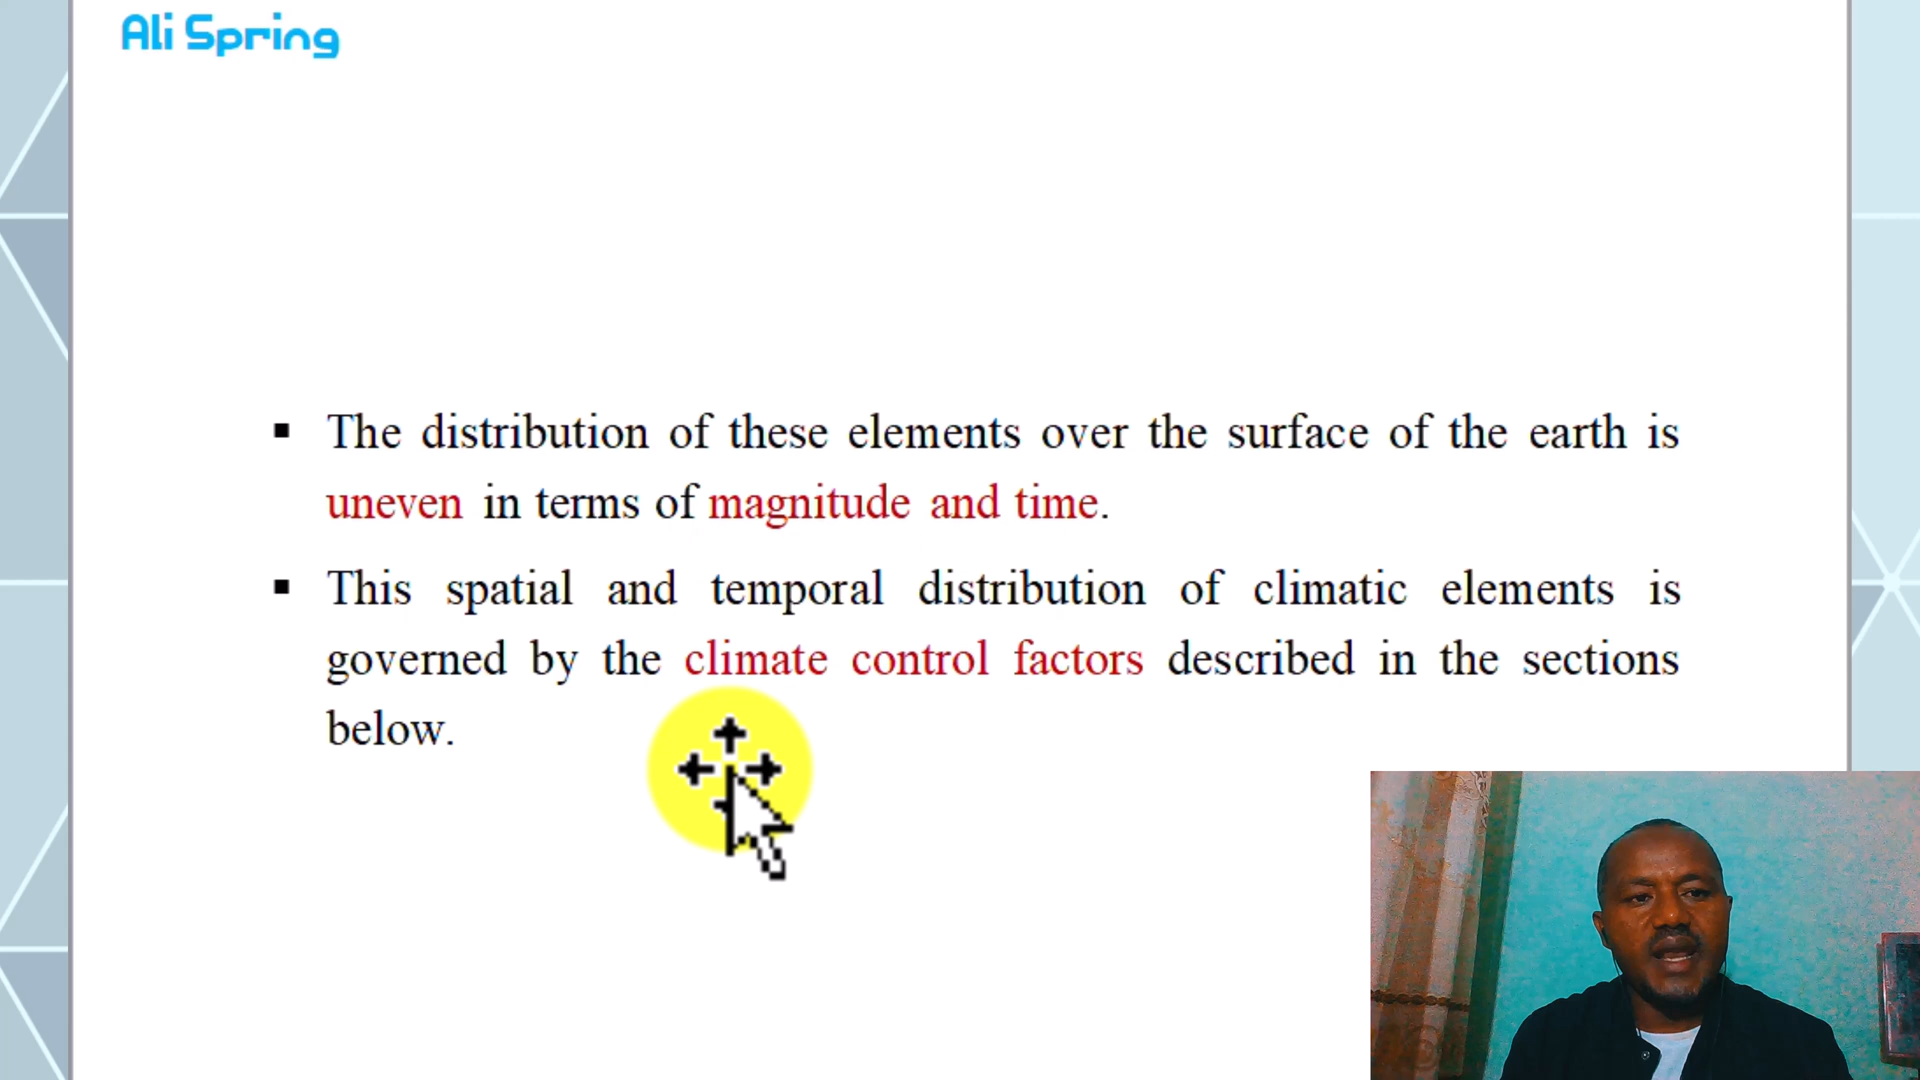 Ali Spring
▪ The distribution of these elements over the surface of the earth is
uneven in terms of magnitude and time.
▪ This spatial and temporal distribution of climatic elements is
governed by the climate control factors described in the sections
below.